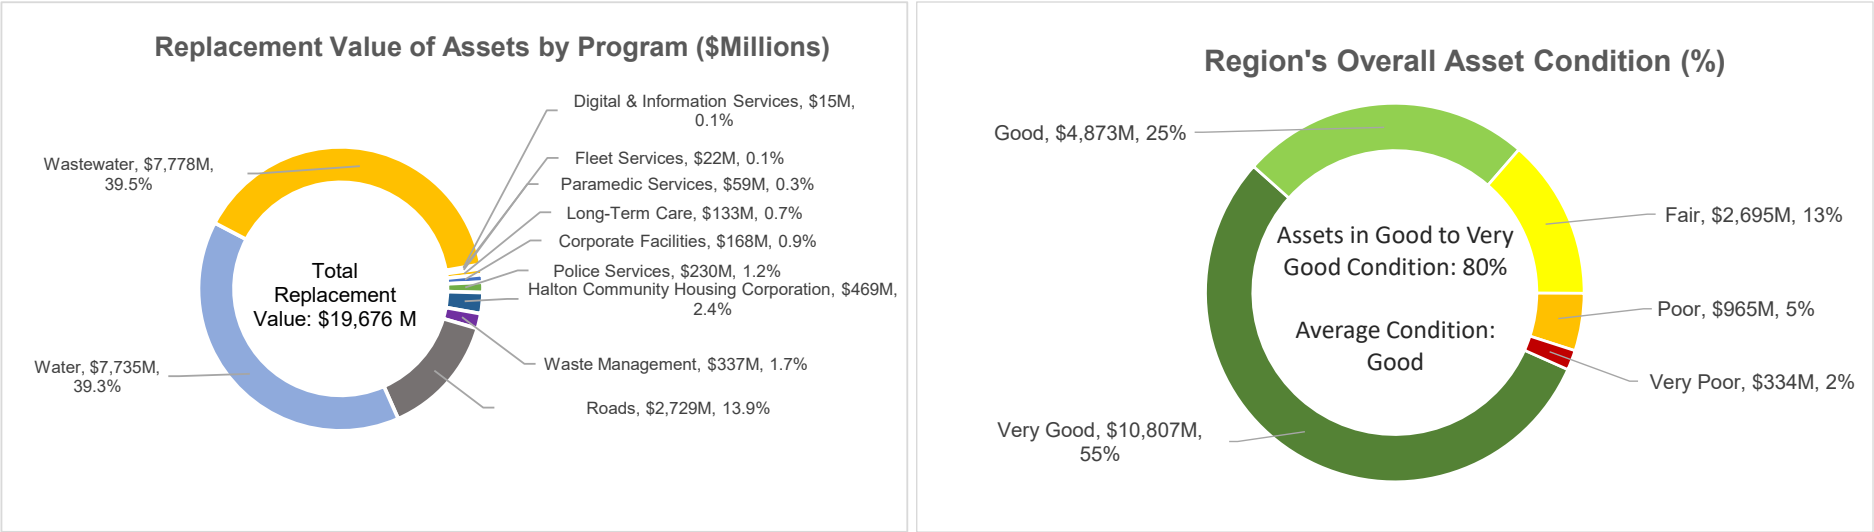 Replacement Value of Assets by Program ($Millions)
Digital & Information Services, $15M,
0.1%
Wastewater, $7,778M,
39.5%
Fleet Services, $22M, 0.1%
Paramedic Services, $59M, 0.3%
Long-Term Care, $133M, 0.7%
Corporate Facilities, $168M, 0.9%
Police Services, $230M, 1.2%
Halton Community Housing Corporation, $469M,
2.4%
Total
Replacement
Value: $19,676 M
Waste Management, $337M, 1.7%
Water, $7,735M,
39.3%
Roads, $2,729M, 13.9%
Region's Overall Asset Condition (%)
Good, $4,873M, 25%
Fair, $2,695M, 13%
Assets in Good to Very
Good Condition: 80%
Average Condition:
Good
Poor, $965M, 5%
Very Poor, $334M, 2%
Very Good, $10,807M,
55%